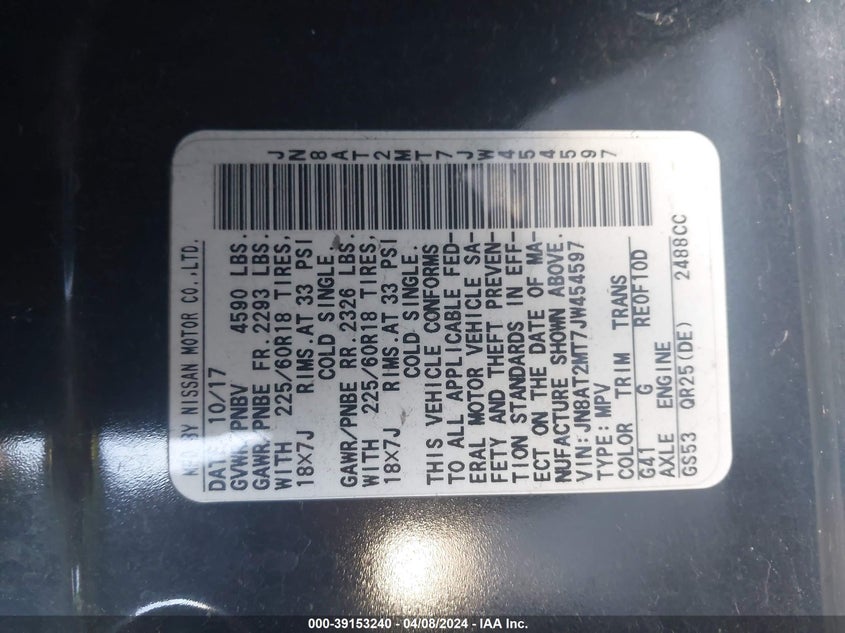 JN8AT2MT7JW454597
MFD BY NISSAN MOTOR CO.,LTD.
DATE: 10/17
GVWR/PNBV 4590 LBS.
GAWR/PNBE FR.2293 LBS.
WITH 225/60R18 TIRES,
18X7J RIMS.AT 33 PSI
COLD SINGLE.
GAWR/PNBE RR.2326 LBS.
WITH 225/60R18 TIRES,
18X7J RIMS.AT 33 PSI
COLD SINGLE.
THIS VEHICLE CONFORMS
TO ALL APPLICABLE FED-
ERAL MOTOR VEHICLE SA-
FETY AND THEFT PREVEN-
TION STANDARDS IN EFF-
ECT ON THE DATE OF MA-
NUFACTURE SHOWN ABOVE.
VIN:JN8AT2MT7JW454597
TYPE:MPV
COLOR TRIM TRANS
G41 G RE0F10D
AXLE ENGINE
GS53 QR25(DE) 2488CC
000-39153240 - 04/08/2024 - IAA Inc.